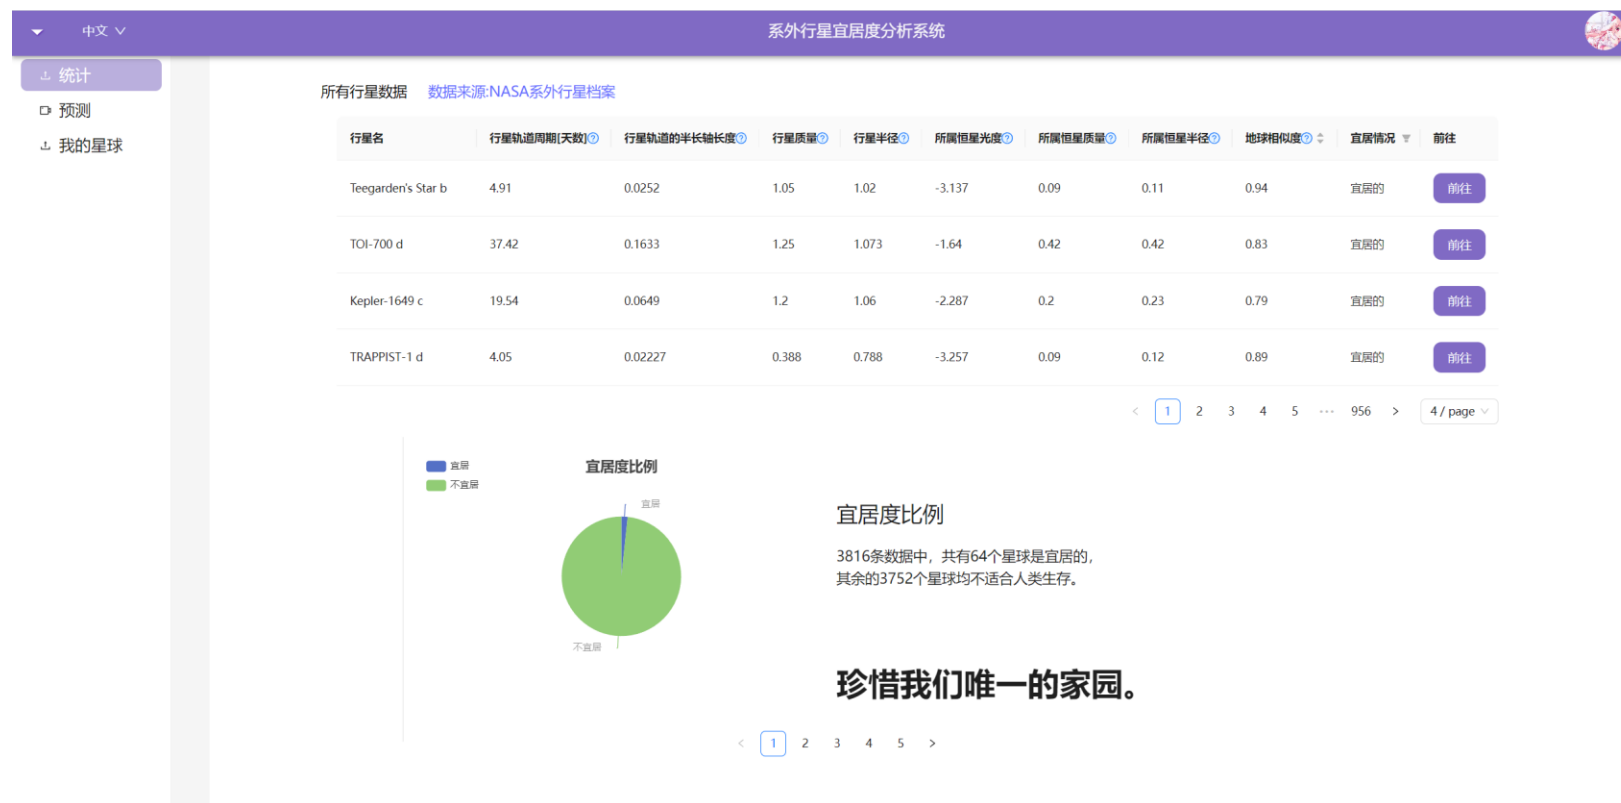 中文 系外行星宜居度分析系统
统计
预测
我的星球
所有行星数据 数据来源:NASA系外行星档案
行星名 行星轨道周期[天数] 行星轨道的半长轴长度 行星质量 行星半径 所属恒星光度 所属恒星质量 所属恒星半径 地球相似度 宜居情况 前往
Teegarden's Star b 4.91 0.0252 1.05 1.02 -3.137 0.09 0.11 0.94 宜居的 前往
TOI-700 d 37.42 0.1633 1.25 1.073 -1.64 0.42 0.42 0.83 宜居的 前往
Kepler-1649 c 19.54 0.0649 1.2 1.06 -2.287 0.2 0.23 0.79 宜居的 前往
TRAPPIST-1 d 4.05 0.02227 0.388 0.788 -3.257 0.09 0.12 0.89 宜居的 前往
< 1 2 3 4 5 ••• 956 > 4 / page
宜居
不宜居
宜居度比例
宜居
不宜居
宜居度比例
3816条数据中，共有64个星球是宜居的，
其余的3752个星球均不适合人类生存。
珍惜我们唯一的家园。
< 1 2 3 4 5 >